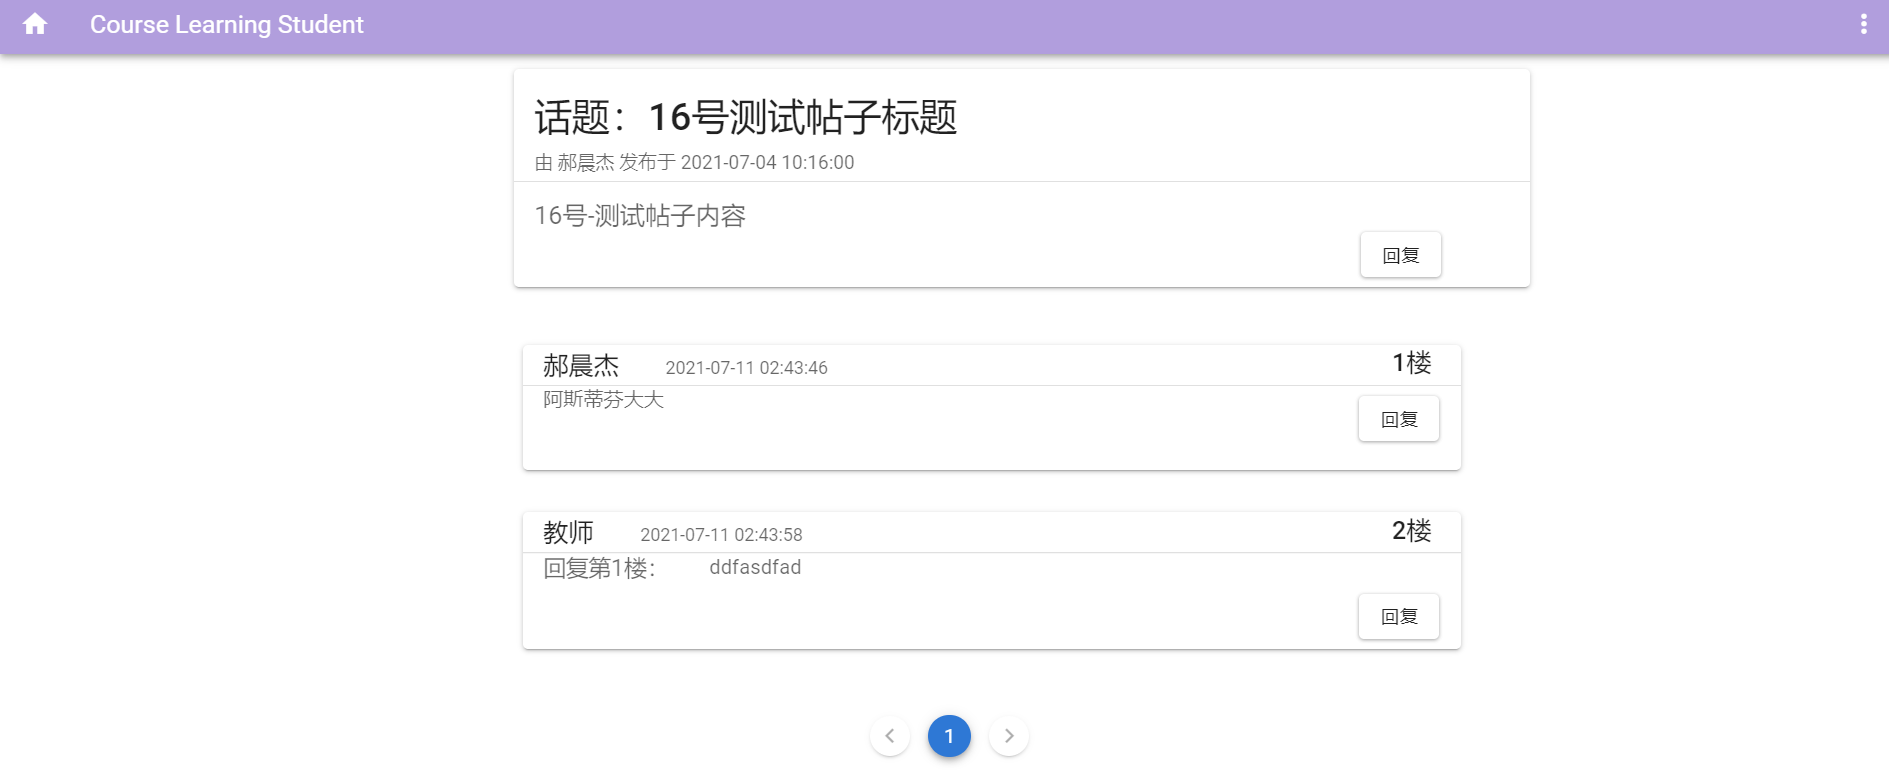 Course Learning Student
话题：16号测试帖子标题
由 郝晨杰 发布于 2021-07-04 10:16:00
16号-测试帖子内容
回复
郝晨杰 2021-07-11 02:43:46 1楼
阿斯蒂芬大大
回复
教师 2021-07-11 02:43:58 2楼
回复第1楼： ddfasdfad
回复
1